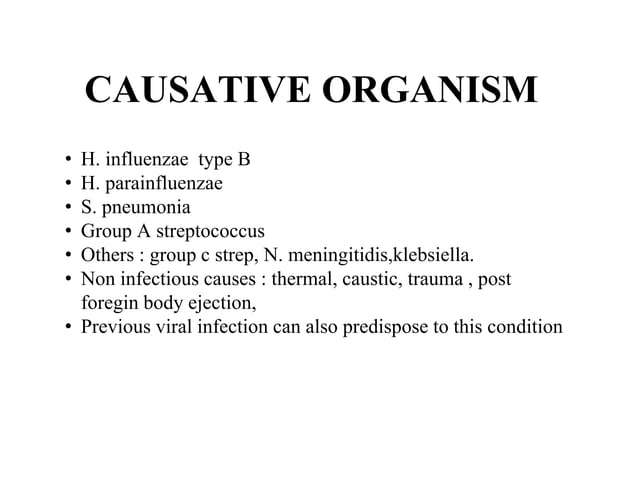 CAUSATIVE ORGANISM
• H. influenzae  type B
• H. parainfluenzae
• S. pneumonia
• Group A streptococcus
• Others : group c strep, N. meningitidis,klebsiella.
• Non infectious causes : thermal, caustic, trauma , post
foregin body ejection,
• Previous viral infection can also predispose to this condition